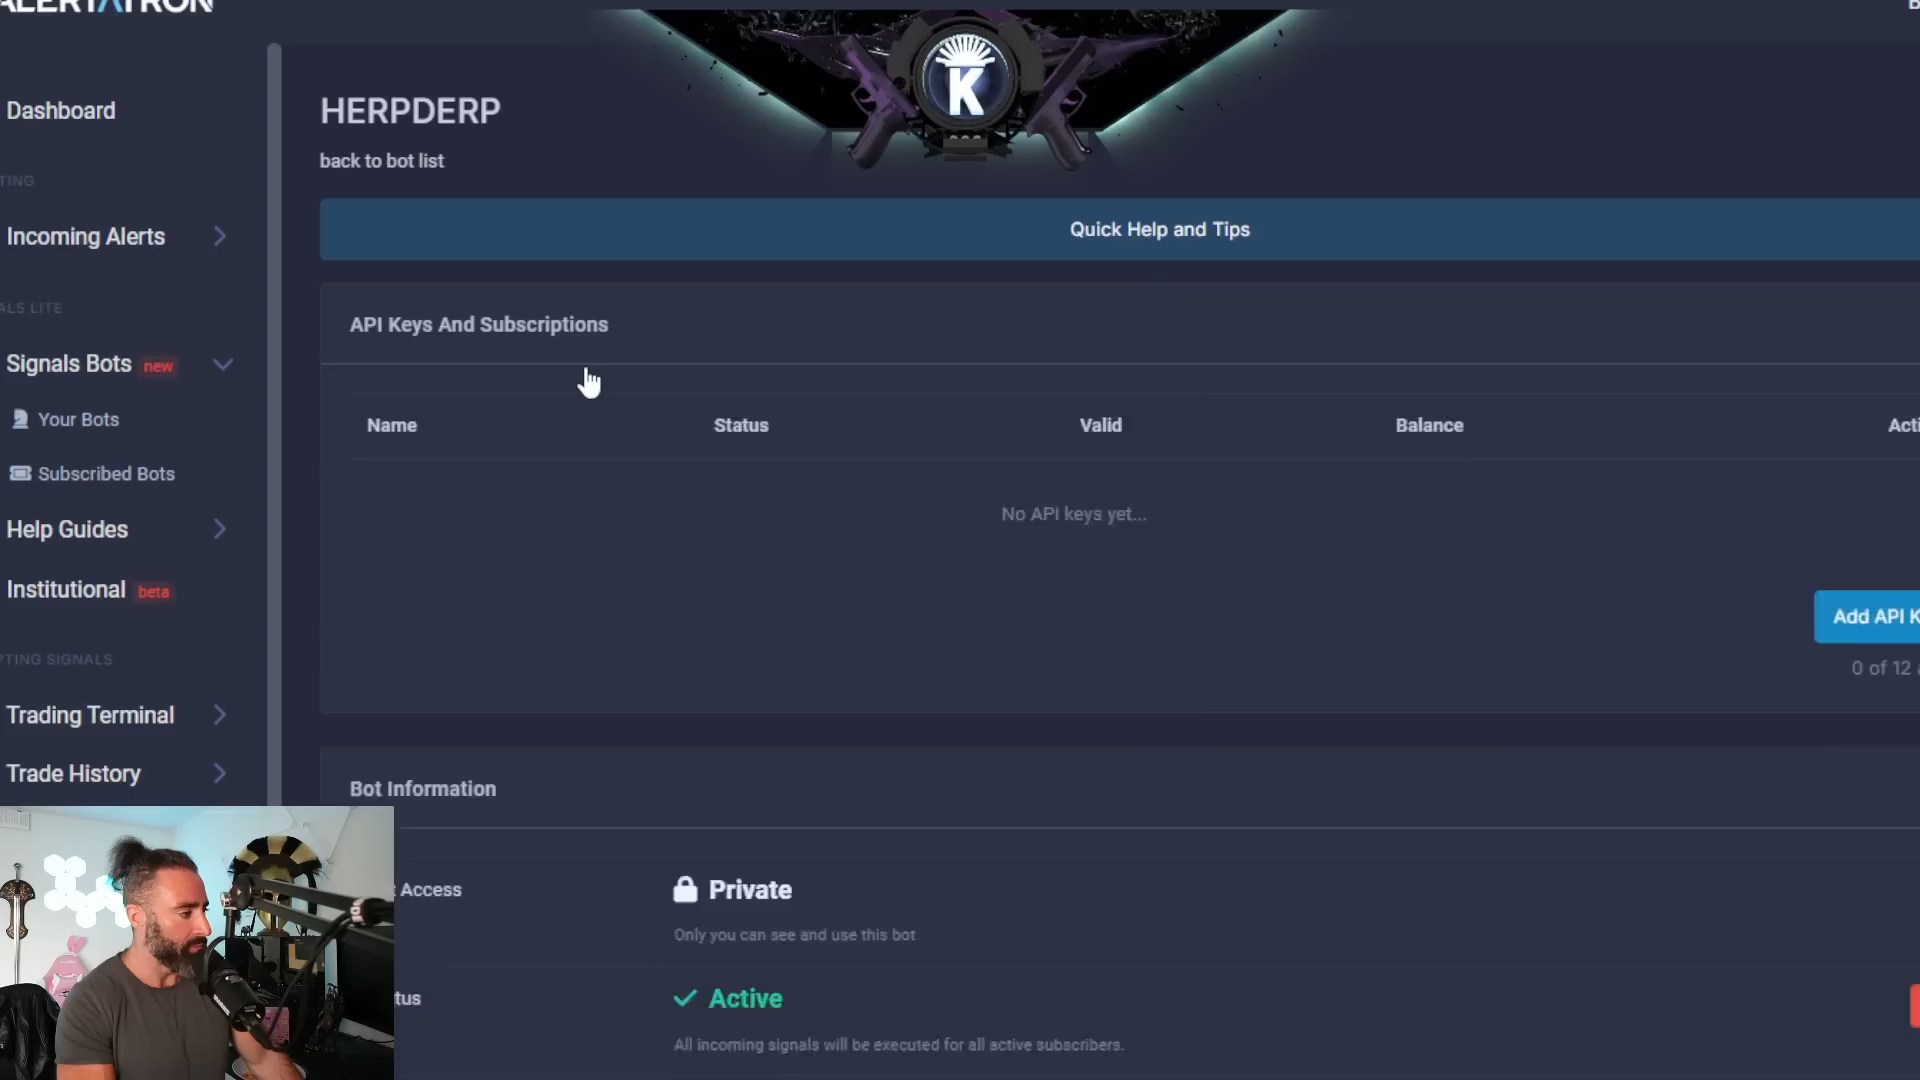 ALERTATRON
K
Dashboard
TING
Incoming Alerts
ALS LITE
Signals Bots new
Your Bots
Subscribed Bots
Help Guides
Institutional beta
PTING SIGNALS
Trading Terminal
Trade History
HERPDERP
back to bot list
Quick Help and Tips
API Keys And Subscriptions
Name Status Valid Balance Acti
No API keys yet...
Add API K
0 of 12 a
Bot Information
t Access
Private
Only you can see and use this bot
tus
Active
All incoming signals will be executed for all active subscribers.